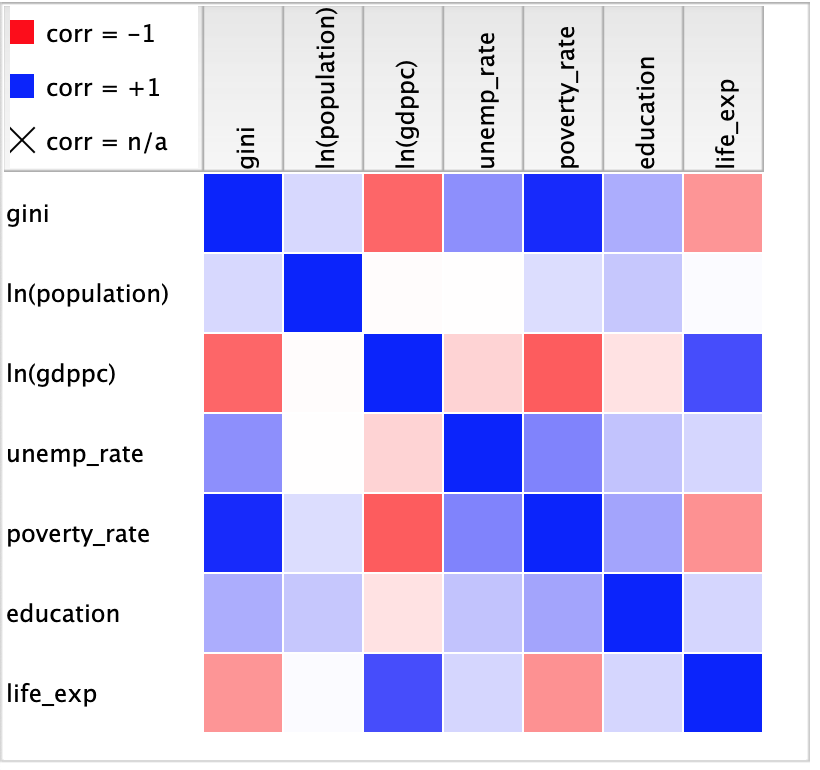 corr = -1
corr = +1
corr = n/a
gini
ln(population)
ln(gdppc)
unemp_rate
poverty_rate
education
life_exp
gini
ln(population)
ln(gdppc)
unemp_rate
poverty_rate
education
life_exp